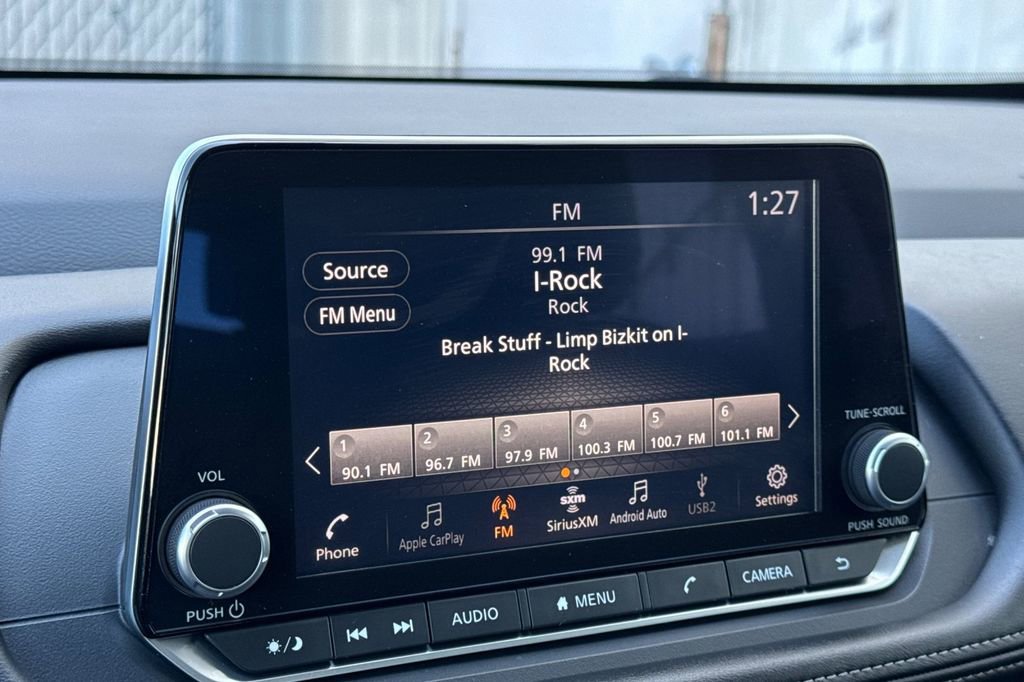 FM
1:27
99.1 FM
Source
I-Rock
FM Menu
Rock
Break Stuff - Limp Bizkit on I-
Rock
1
90.1 FM
2
96.7 FM
3
97.9 FM
4
100.3 FM
5
100.7 FM
6
101.1 FM
TUNE-SCROLL
VOL
Phone
Apple CarPlay
FM
sxm
SiriusXM
Android Auto
USB2
Settings
PUSH SOUND
PUSH
AUDIO
MENU
CAMERA